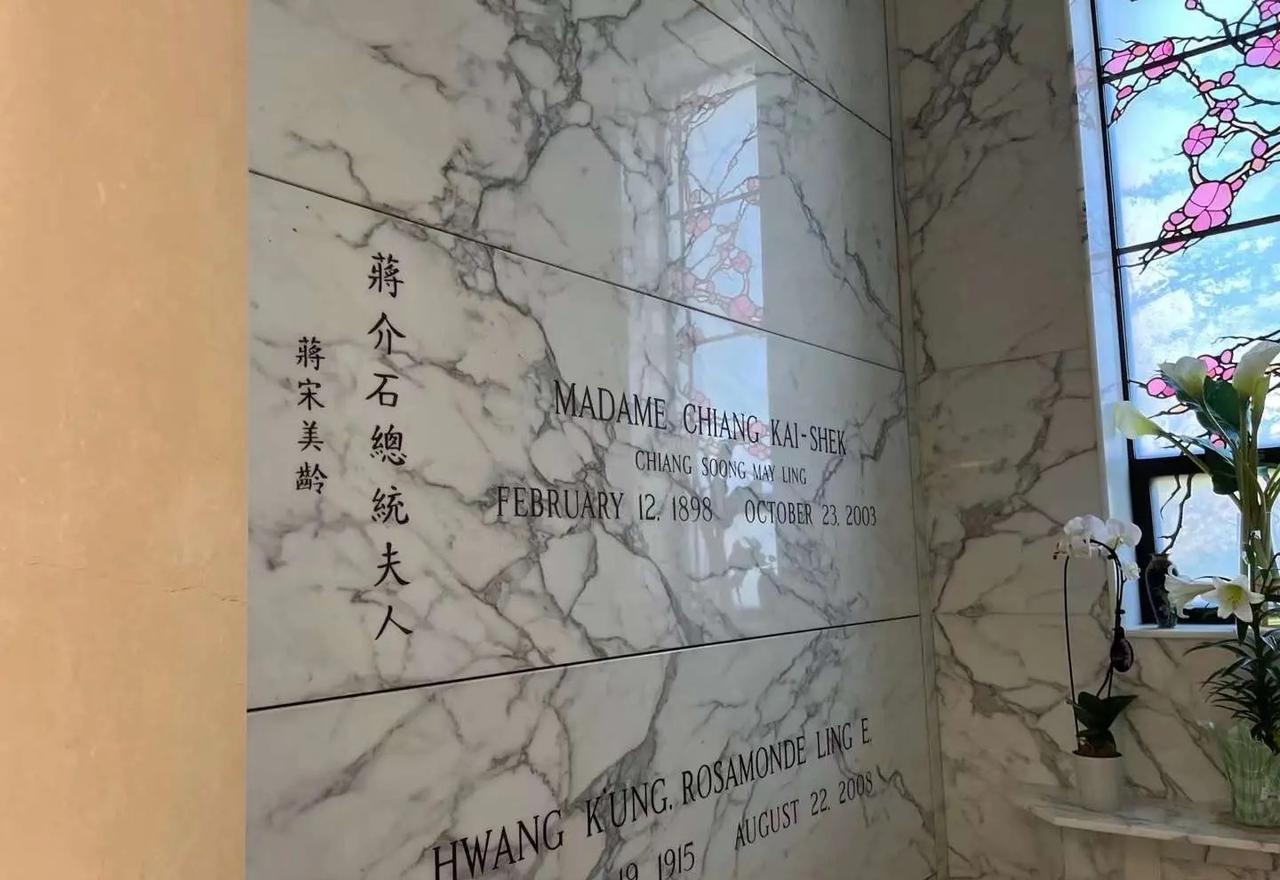 蔣介石總統夫人
蔣宋美齡
MADAME CHIANG KAI-SHEK
CHIANG SOONG MAY LING
FEBRUARY 12, 1898 OCTOBER 23, 2003
HWANG K'UNG, ROSAMONDE LING E.
19, 1915 AUGUST 22, 2008